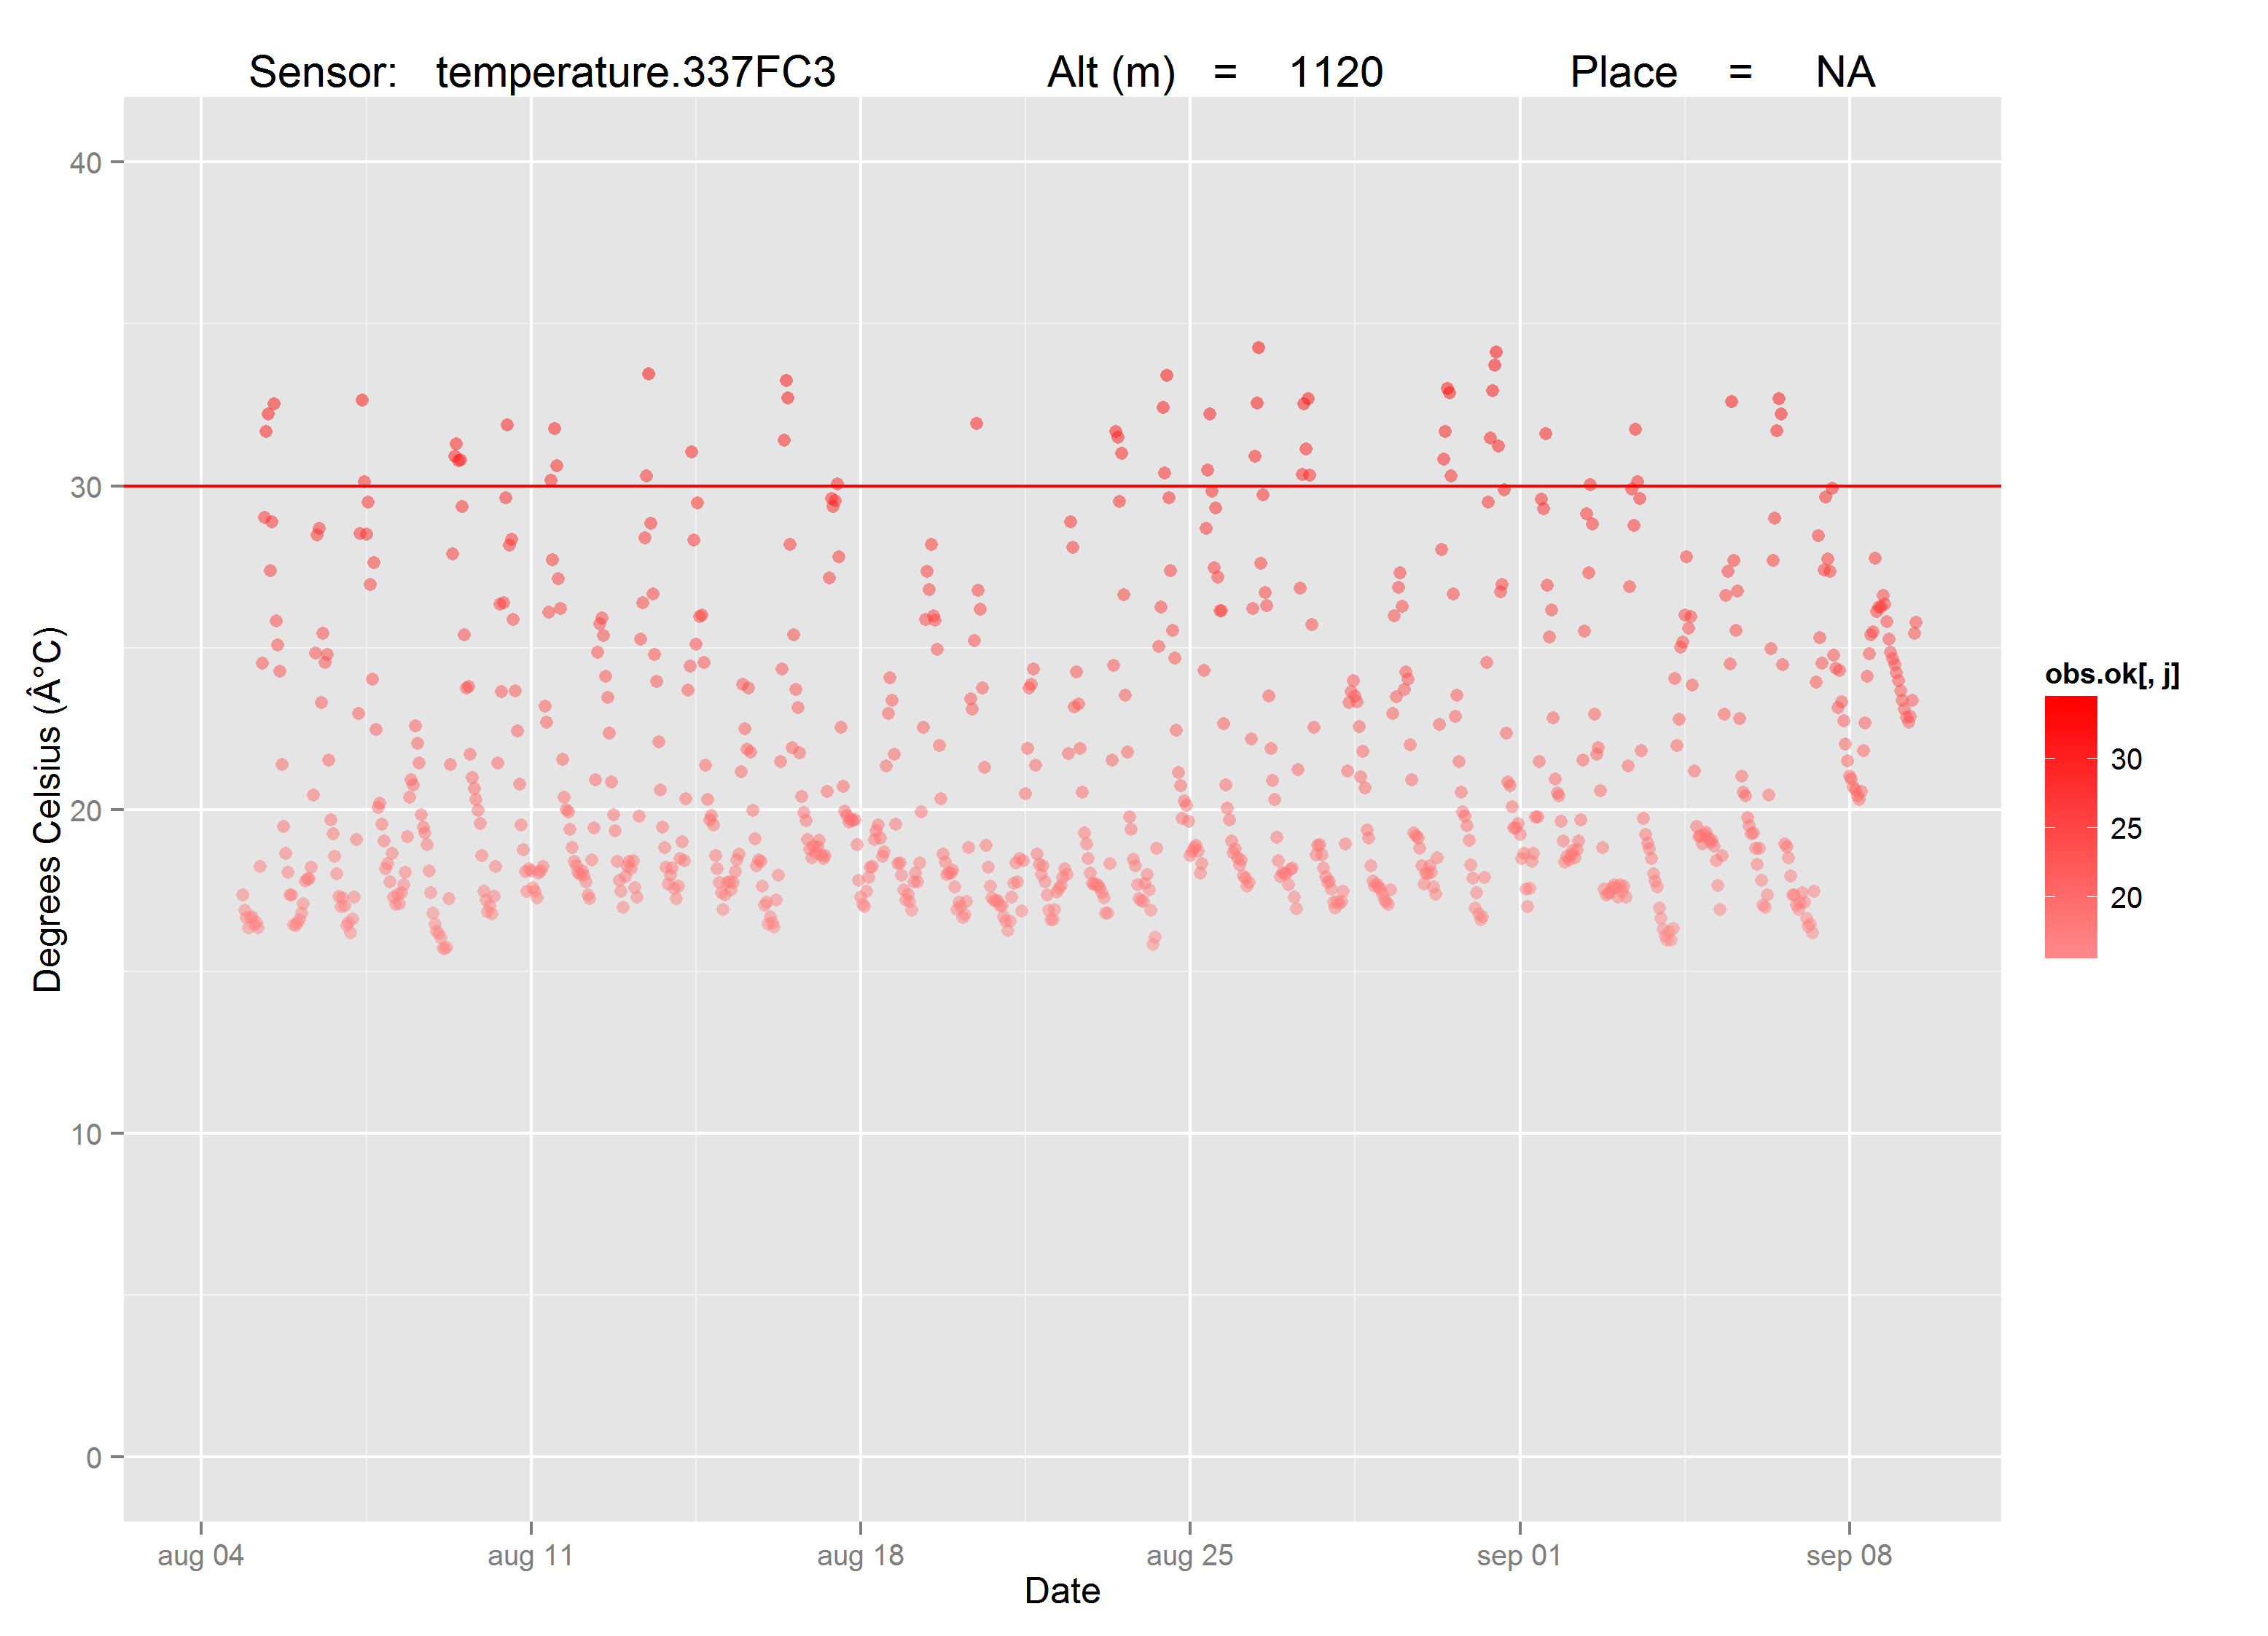 Sensor: temperature.337FC3 Alt (m) = 1120 Place = NA
40
30
20
10
0
Degrees Celsius (Â°C)
aug 04 aug 11 aug 18 aug 25 sep 01 sep 08
Date
obs.ok[, j]
30
25
20